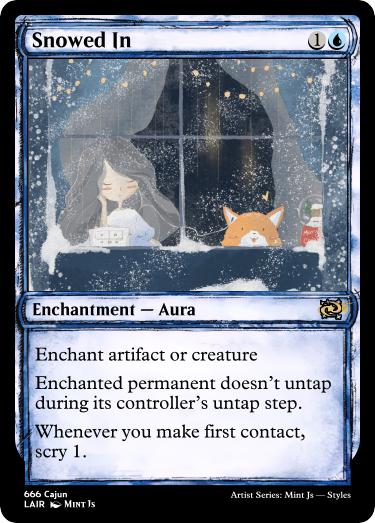 Snowed In
1
Enchantment — Aura
Enchant artifact or creature
Enchanted permanent doesn't untap
during its controller's untap step.
Whenever you make first contact,
scry 1.
666 Cajun
LAIR Mint Js
Artist Series: Mint Js — Styles